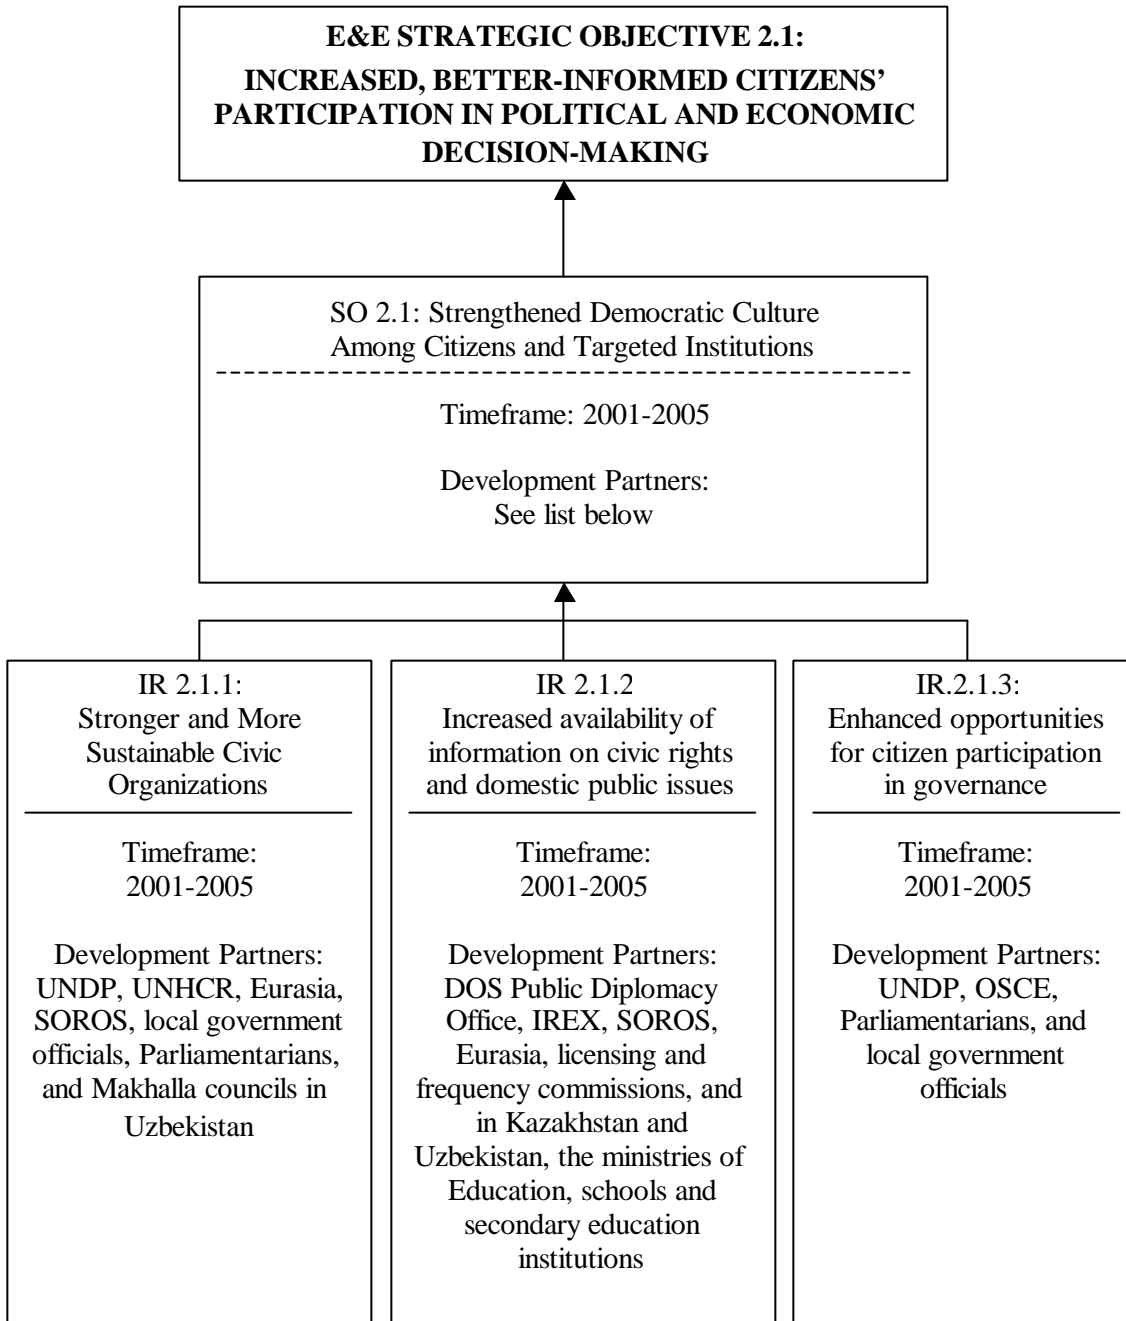 E&E STRATEGIC OBJECTIVE 2.1:
INCREASED, BETTER-INFORMED CITIZENS’
PARTICIPATION IN POLITICAL AND ECONOMIC
DECISION-MAKING
SO 2.1: Strengthened Democratic Culture
Among Citizens and Targeted Institutions
Timeframe: 2001-2005
Development Partners:
See list below
IR 2.1.1:
Stronger and More
Sustainable Civic
Organizations
Timeframe:
2001-2005
Development Partners:
UNDP, UNHCR, Eurasia,
SOROS, local government
officials, Parliamentarians,
and Makhalla councils in
Uzbekistan
IR 2.1.2
Increased availability of
information on civic rights
and domestic public issues
Timeframe:
2001-2005
Development Partners:
DOS Public Diplomacy
Office, IREX, SOROS,
Eurasia, licensing and
frequency commissions, and
in Kazakhstan and
Uzbekistan, the ministries of
Education, schools and
secondary education
institutions
IR.2.1.3:
Enhanced opportunities
for citizen participation
in governance
Timeframe:
2001-2005
Development Partners:
UNDP, OSCE,
Parliamentarians, and
local government
officials